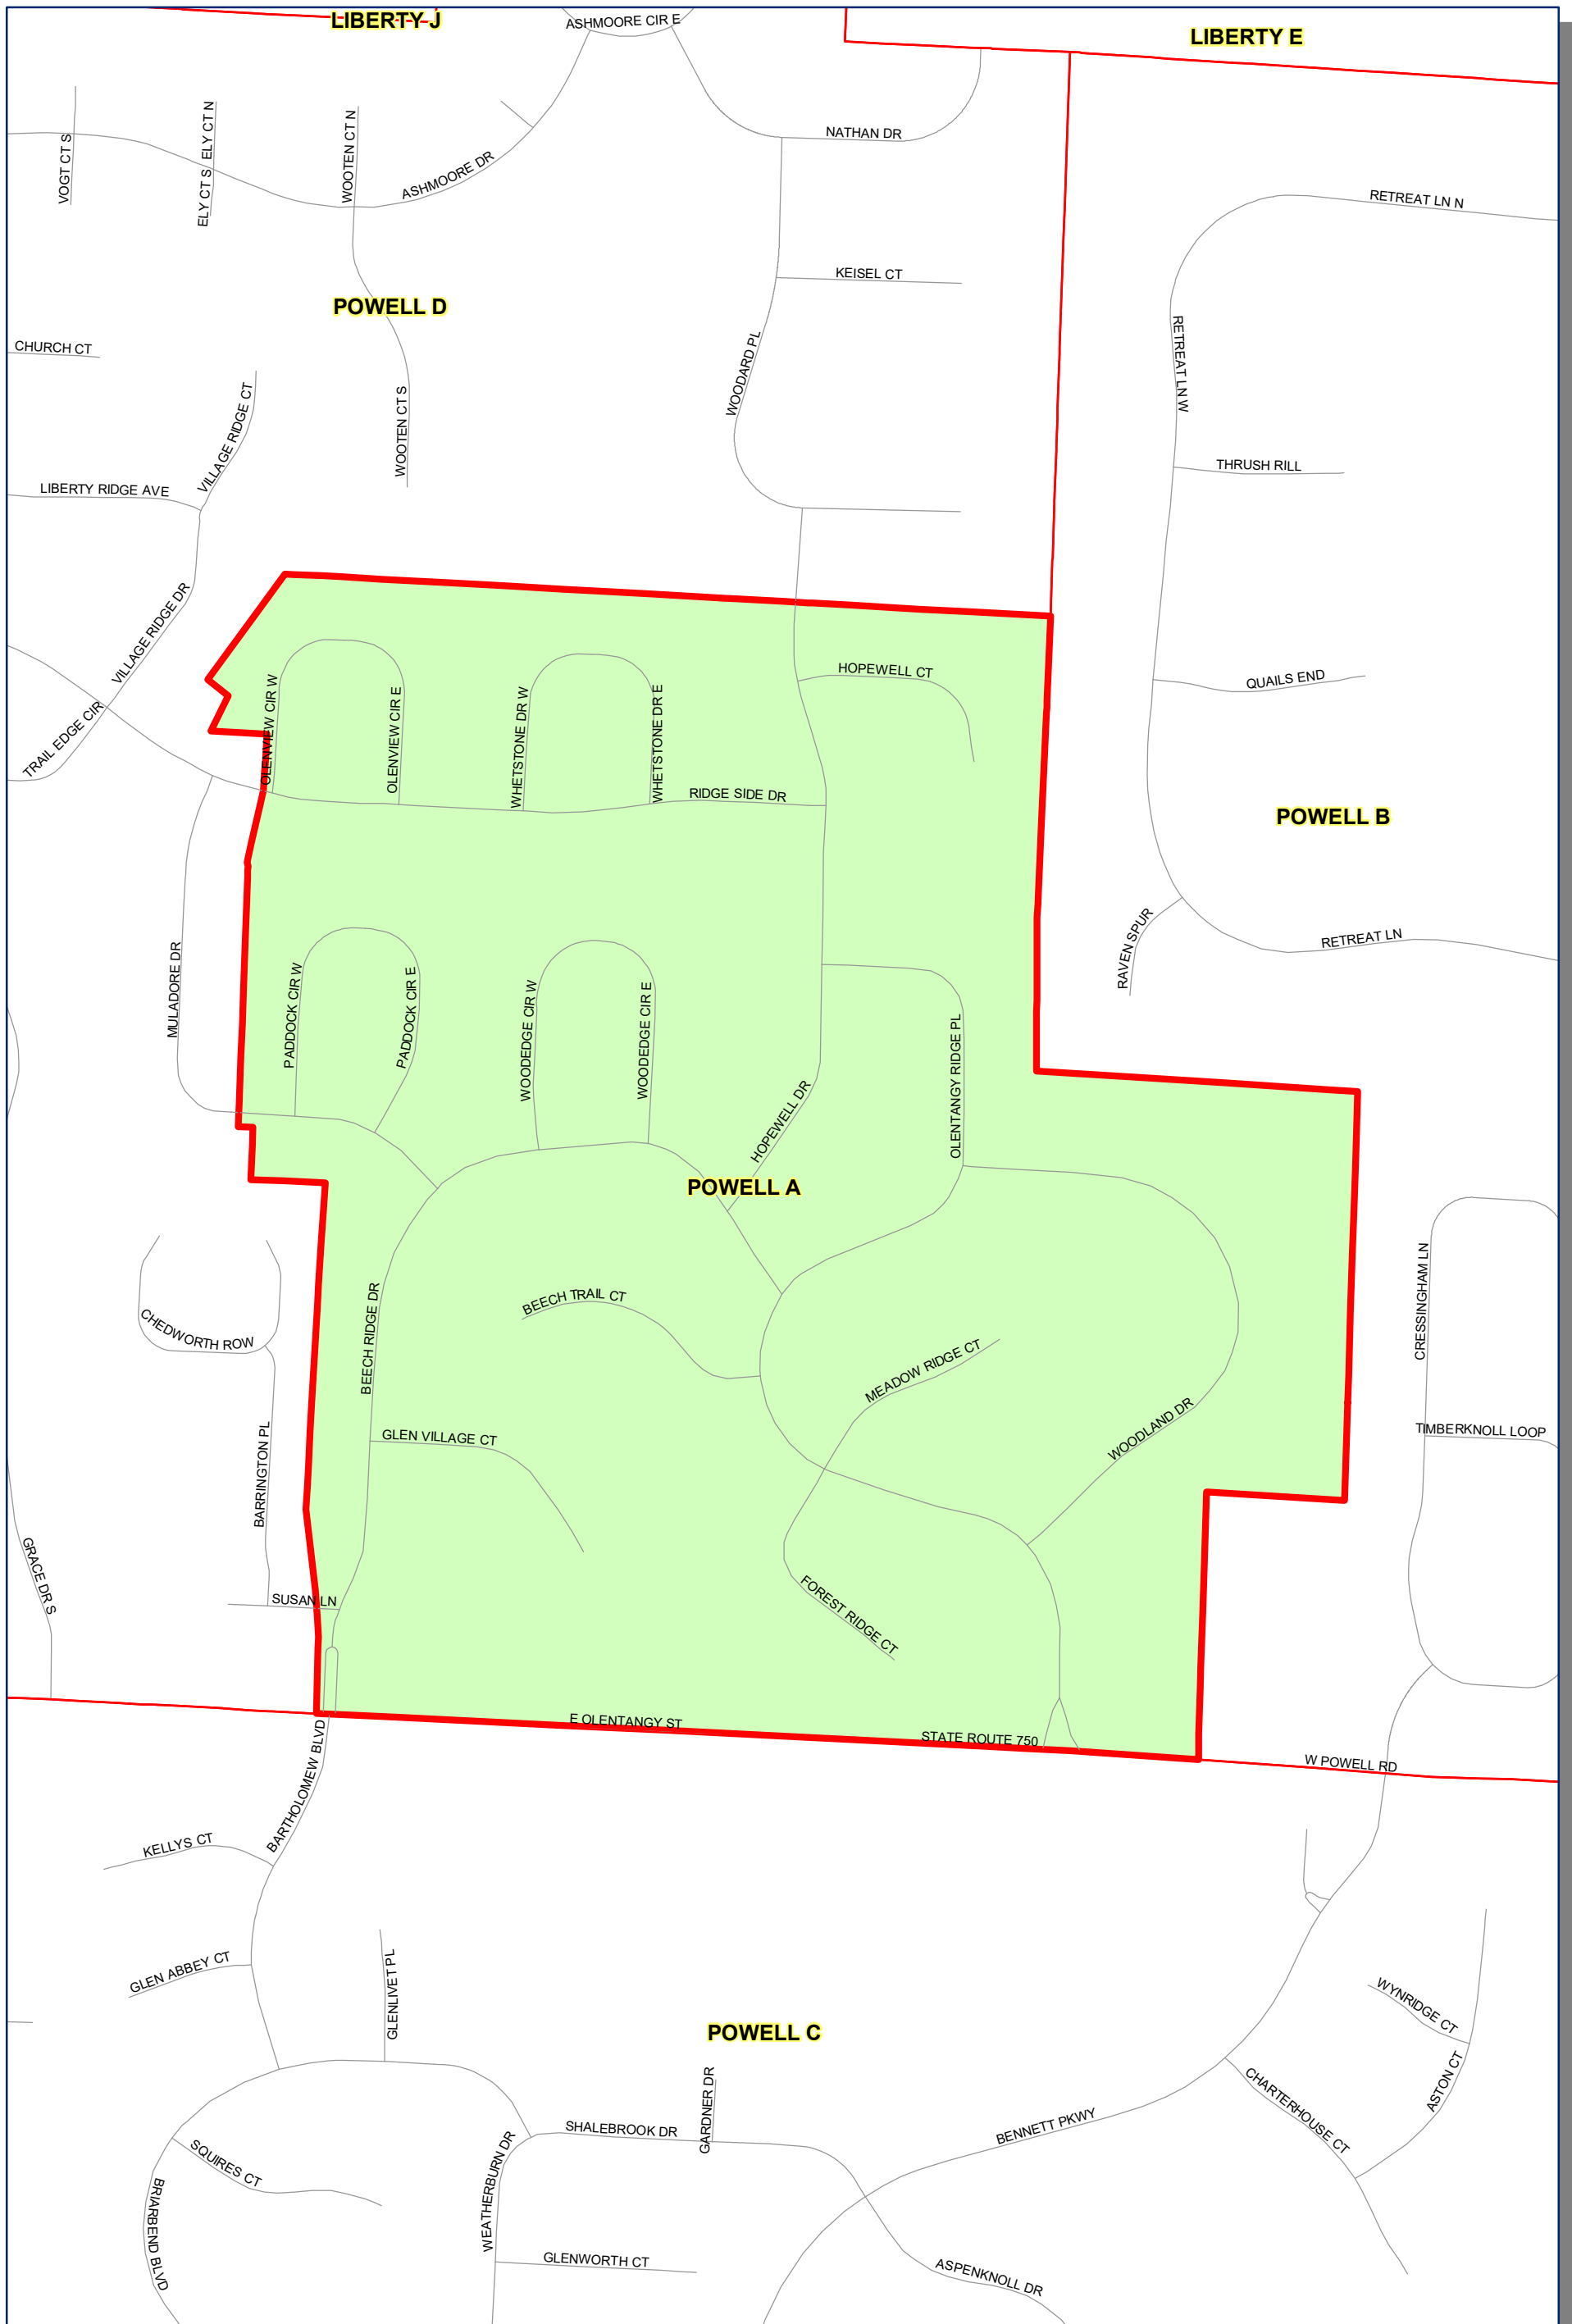 LIBERTY J
ASHMOORE CIR E
LIBERTY E
VOGT CT S
ELY CT S
ELY CT N
WOOTEN CT N
ASHMOORE DR
NATHAN DR
RETREAT LN N
KEISEL CT
POWELL D
CHURCH CT
VILLAGE RIDGE CT
WOOTEN CT S
WOODARD PL
RETREAT LN W
THRUSH RILL
LIBERTY RIDGE AVE
VILLAGE RIDGE DR
TRAIL EDGE CIR
OLENVIEW CIR W
OLENVIEW CIR E
WHETSTONE DR W
WHETSTONE DR E
HOPEWELL CT
QUAILS END
RIDGE SIDE DR
POWELL B
MULADORE DR
PADDOCK CIR W
PADDOCK CIR E
WOODEDGE CIR W
WOODEDGE CIR E
HOPEWELL DR
OLENTANGY RIDGE PL
RAVEN SPUR
RETREAT LN
POWELL A
CHEDWORTH ROW
BEECH RIDGE DR
BEECH TRAIL CT
MEADOW RIDGE CT
CRESSINGHAM LN
BARRINGTON PL
GLEN VILLAGE CT
WOODLAND DR
TIMBERKNOLL LOOP
GRACE DR S
SUSAN LN
FOREST RIDGE CT
E OLENTANGY ST
STATE ROUTE 750
W POWELL RD
BARTHOLOMEW BLVD
KELLYS CT
GLEN ABBEY CT
GLENLIVET PL
POWELL C
WYNRIDGE CT
ASTON CT
CHARTERHOUSE CT
BENNETT PKWY
GARDNER DR
SHALEBROOK DR
SQUIRES CT
WEATHERBURN DR
BRIARBEND BLVD
GLENWORTH CT
ASPENKNOLL DR